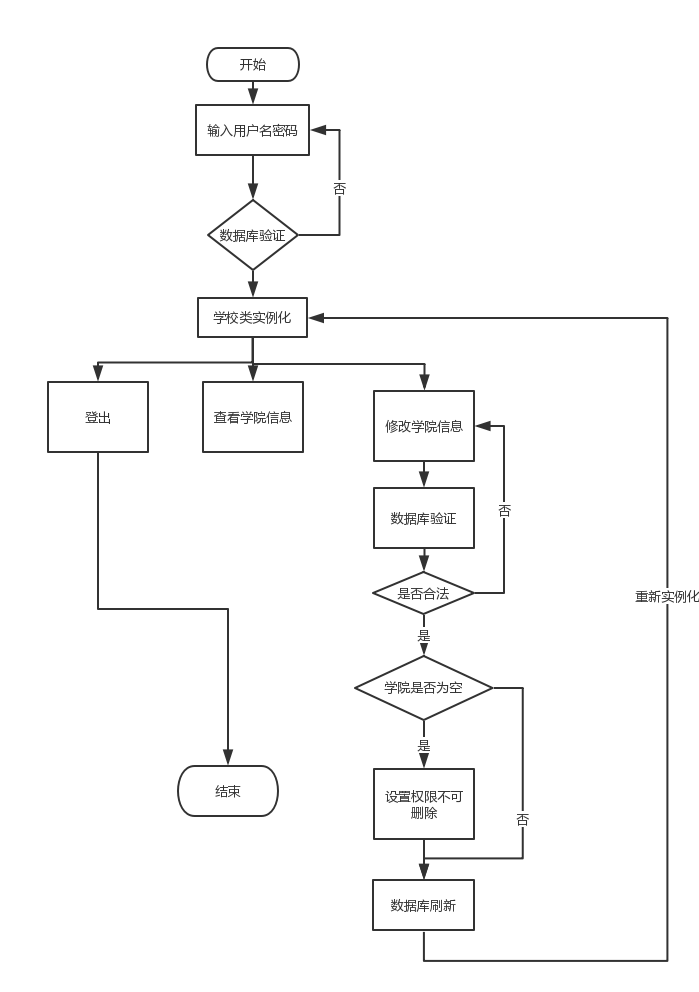 开始
输入用户名密码
否
数据库验证
学校类实例化
登出
查看学院信息
修改学院信息
否
数据库验证
是否合法
重新实例化
是
学院是否为空
是
结束
设置权限不可
删除
否
数据库刷新